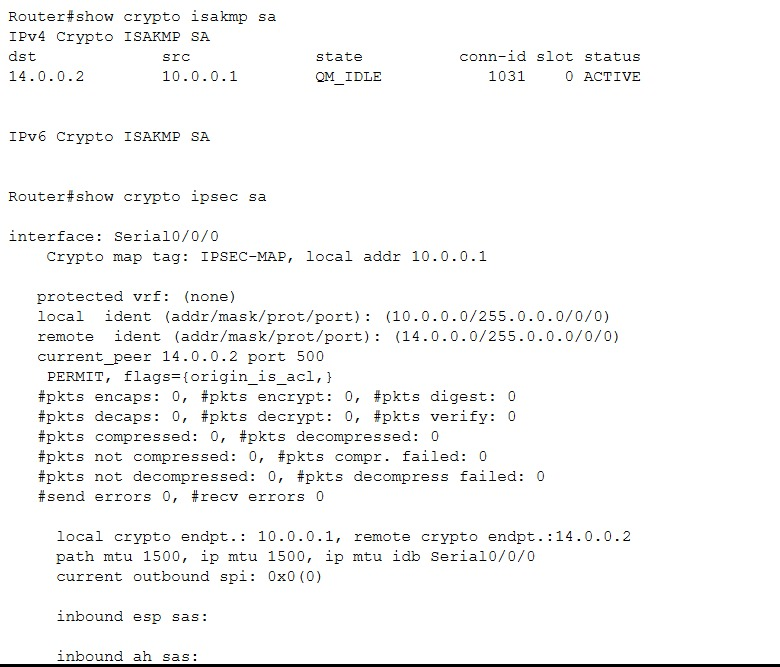 Router#show crypto isakmp sa
IPv4 Crypto ISAKMP SA
dst src state conn-id slot status
14.0.0.2 10.0.0.1 QM_IDLE 1031 0 ACTIVE
IPv6 Crypto ISAKMP SA
Router#show crypto ipsec sa
interface: Serial0/0/0
Crypto map tag: IPSEC-MAP, local addr 10.0.0.1
protected vrf: (none)
local ident (addr/mask/prot/port): (10.0.0.0/255.0.0.0/0/0)
remote ident (addr/mask/prot/port): (14.0.0.0/255.0.0.0/0/0)
current_peer 14.0.0.2 port 500
PERMIT, flags={origin_is_acl,}
#pkts encaps: 0, #pkts encrypt: 0, #pkts digest: 0
#pkts decaps: 0, #pkts decrypt: 0, #pkts verify: 0
#pkts compressed: 0, #pkts decompressed: 0
#pkts not compressed: 0, #pkts compr. failed: 0
#pkts not decompressed: 0, #pkts decompress failed: 0
#send errors 0, #recv errors 0
local crypto endpt.: 10.0.0.1, remote crypto endpt.:14.0.0.2
path mtu 1500, ip mtu 1500, ip mtu idb Serial0/0/0
current outbound spi: 0x0(0)
inbound esp sas:
inbound ah sas: